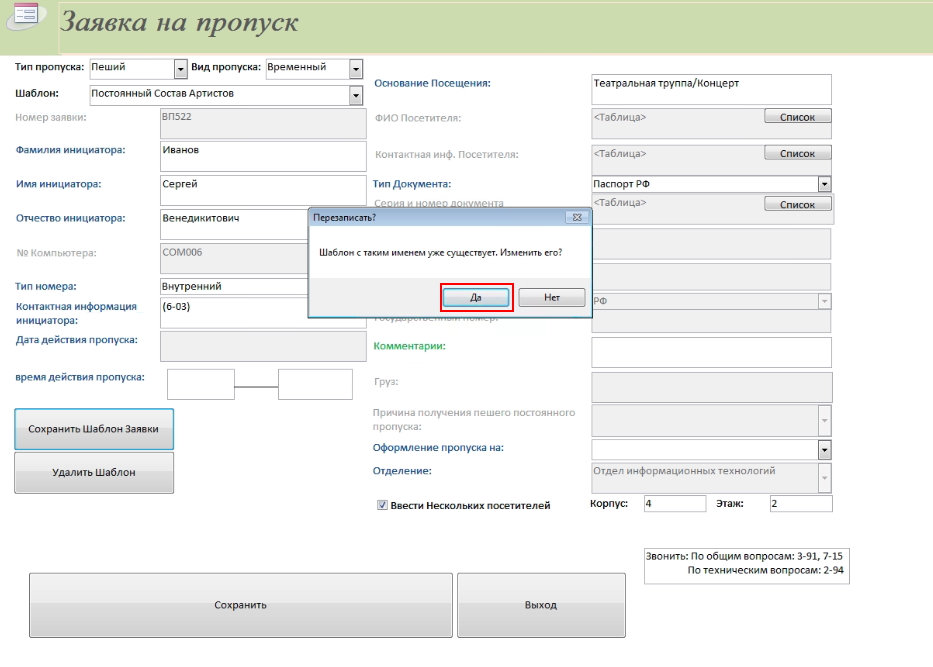 Заявка на пропуск
Тип пропуска: Пеший Вид пропуска: Временный
Шаблон: Постоянный Состав Артистов
Номер заявки: ВП522
Фамилия инициатора: Иванов
Имя инициатора: Сергей
Отчество инициатора: Венедикитович
№ Компьютера: COM006
Тип номера: Внутренний
Контактная информация
инициатора: (6-03)
Дата действия пропуска:
время действия пропуска:
Сохранить Шаблон Заявки
Удалить Шаблон
Основание Посещения: Театральная труппа/Концерт
ФИО Посетителя: <Таблица> Список
Контактная инф. Посетителя: <Таблица> Список
Тип Документа: Паспорт РФ
Серия и номер документа <Таблица> Список
Перезаписать?
Шаблон с таким именем уже существует. Изменить его?
Да Нет
РФ
Государственный номер:
Комментарии:
Груз:
Причина получения пешего постоянного
пропуска:
Оформление пропуска на:
Отделение: Отдел информационных технологий
Ввести Нескольких посетителей Корпус: 4 Этаж: 2
Звонить: По общим вопросам: 3-91, 7-15
По техническим вопросам: 2-94
Сохранить Выход